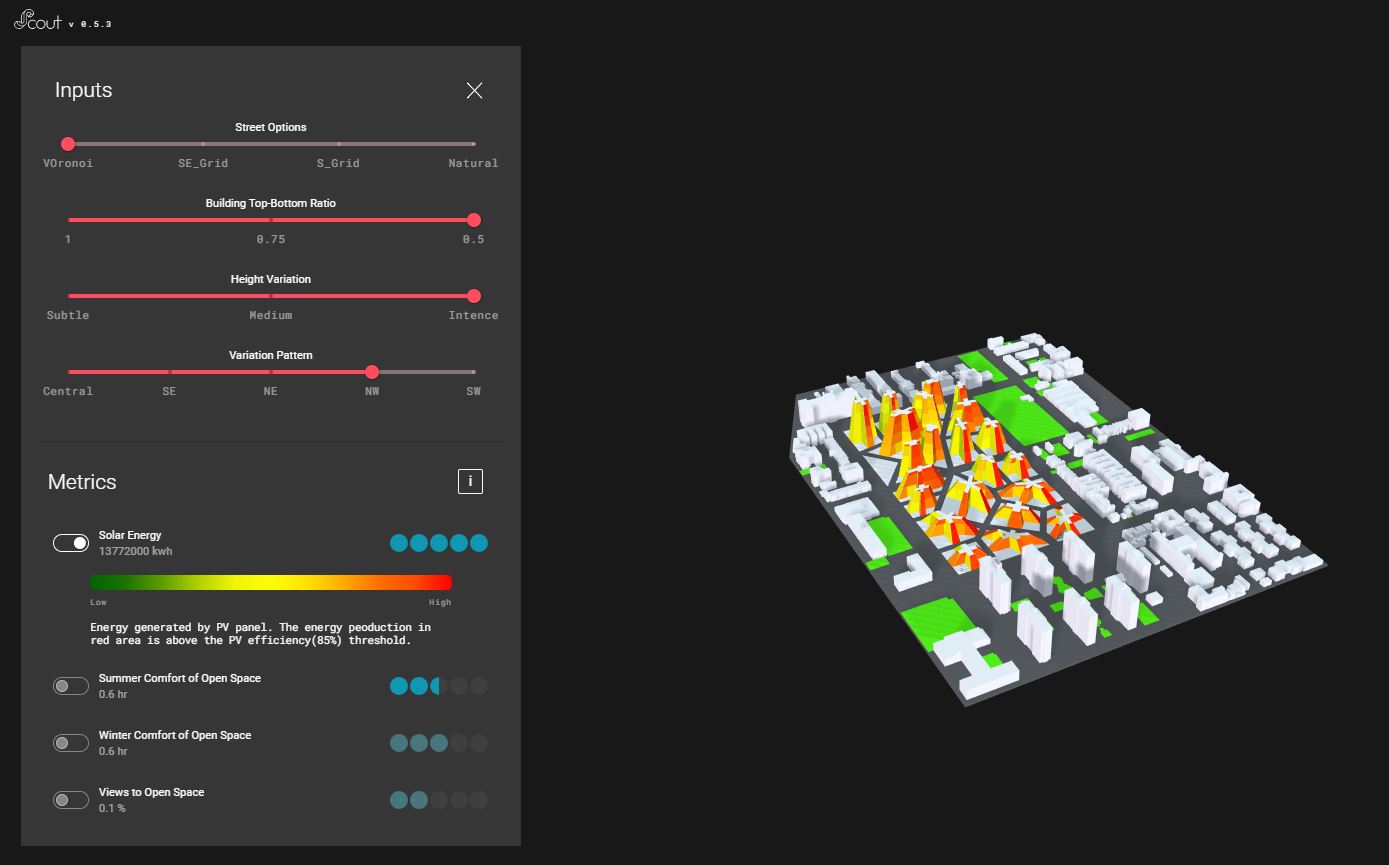 Scout v 0.5.3
Inputs
Street Options
VOronoi SE_Grid S_Grid Natural
Building Top-Bottom Ratio
1 0.75 0.5
Height Variation
Subtle Medium Intence
Variation Pattern
Central SE NE NW SW
Metrics i
Solar Energy
13772000 kwh
Low High
Energy generated by PV panel. The energy peoduction in
red area is above the PV efficiency(85%) threshold.
Summer Comfort of Open Space
0.6 hr
Winter Comfort of Open Space
0.6 hr
Views to Open Space
0.1 %